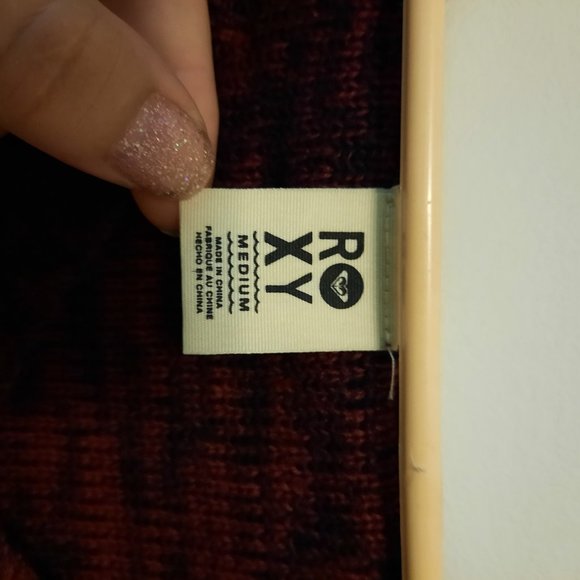 RO
XY
MEDIUM
MADE IN CHINA
FABRIQUE AU CHINE
HECHO EN CHINA